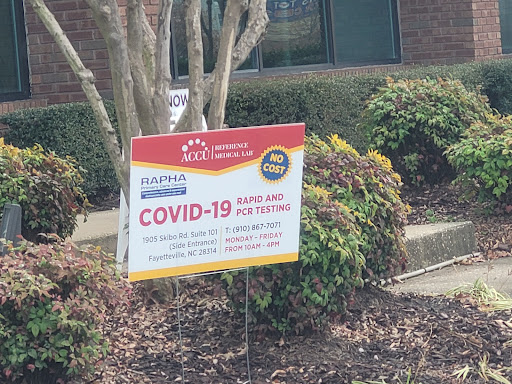 NOW
ACCU REFERENCE
MEDICAL LAB
NO
COST
RAPHA
Primary Care Center
COVID-19 RAPID AND
PCR TESTING
1905 Skibo Rd. Suite 101
(Side Entrance)
Fayetteville, NC 28314
T: (910) 867-7071
MONDAY - FRIDAY
FROM 10AM - 4PM